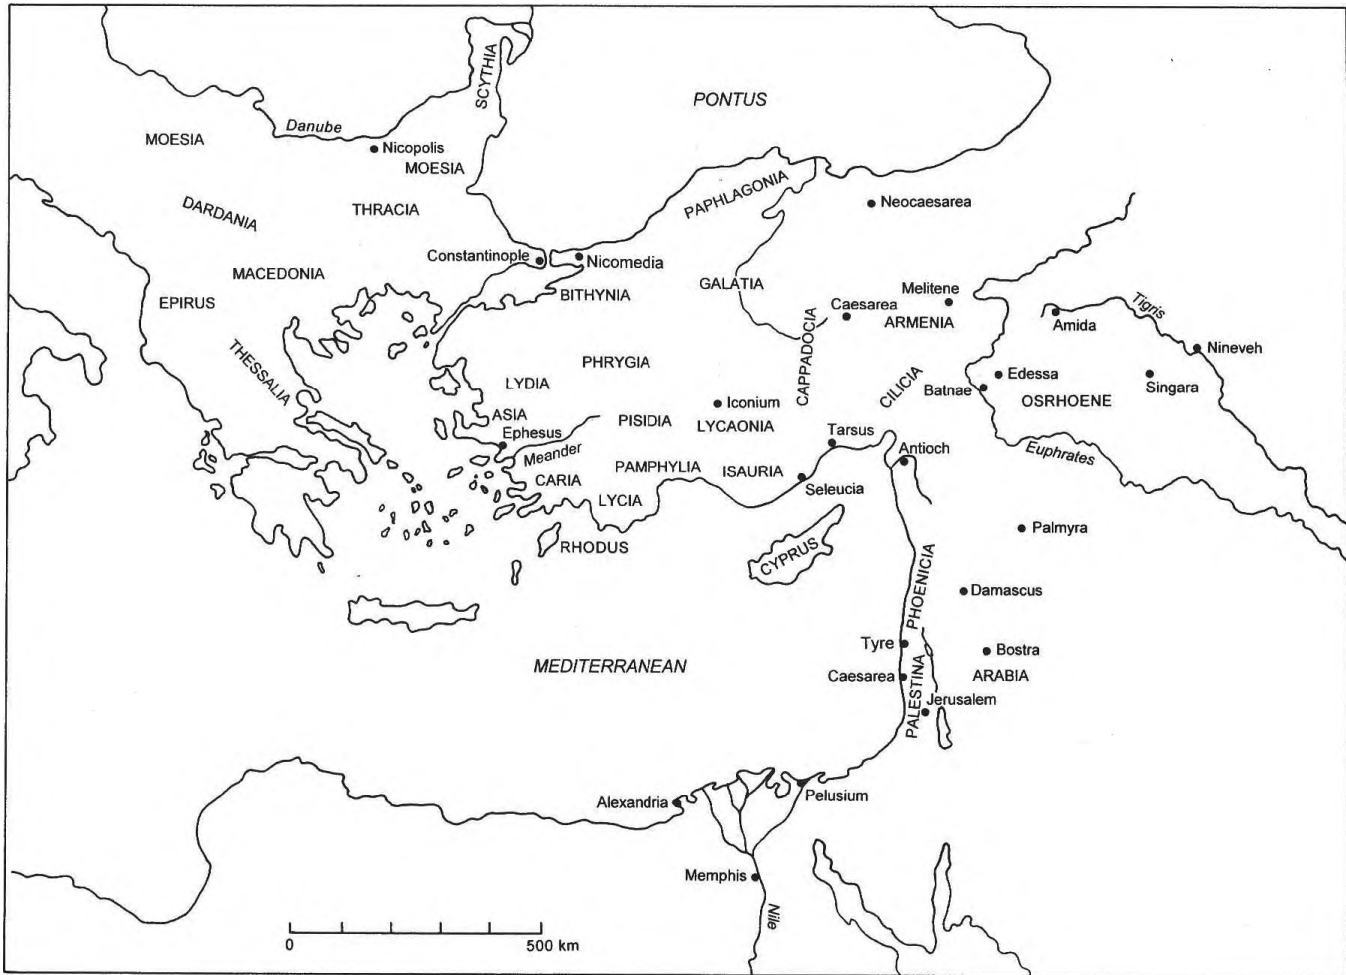 SCYTHIA
PONTUS
Danube
MOESIA
Nicopolis
MOESIA
PAPHLAGONIA
DARDANIA
THRACIA
Neocaesarea
Constantinople
Nicomedia
MACEDONIA
GALATIA
Melitene
BITHYNIA
EPIRUS
Caesarea
ARMENIA
Tigris
Amida
THESSALIA
PHRYGIA
CAPPADOCIA
Nineveh
LYDIA
CILICIA
Batnae
Edessa
Singara
OSRHOENE
Iconium
ASIA
PISIDIA
LYCAONIA
Tarsus
Ephesus
Meander
Antioch
Euphrates
PAMPHYLIA
ISAURIA
CARIA
Seleucia
LYCIA
Palmyra
RHODUS
CYPRUS
PHOENICIA
Damascus
Tyre
Bostra
MEDITERRANEAN
Caesarea
PALESTINA
ARABIA
Jerusalem
Alexandria
Pelusium
Memphis
Nile
0
500 km